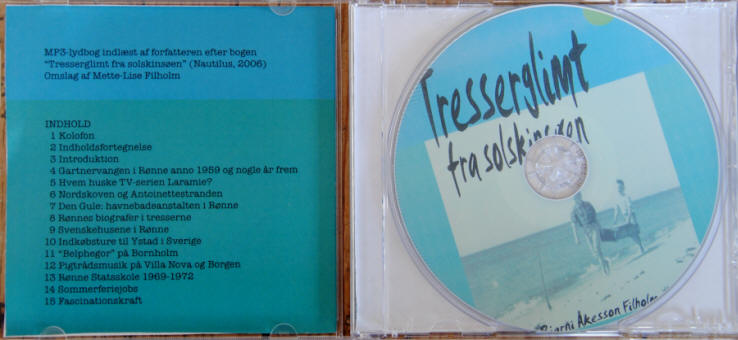 MP3-lydbog indlæst af forfatteren efter bogen
"Tresserglimt fra solskinsøen" (Nautilus, 2006)
Omslag af Mette-Lise Filholm
INDHOLD
1 Kolofon
2 Indholdsfortegnelse
3 Introduktion
4 Gartnervangen i Rønne anno 1959 og nogle år frem
5 Hvem huske TV-serien Laramie?
6 Nordskoven og Antoinettestranden
7 Den Gule: havnebadeanstalten i Rønne
8 Rønnes biografer i tresserne
9 Svenskehusene i Rønne
10 Indkøbsture til Ystad i Sverige
11 "Belphegor" på Bornholm
12 Pigtrådsmusik på Villa Nova og Borgen
13 Rønne Statsskole 1969-1972
14 Sommerferiejobs
15 Fascinationskraft
Tresserglimt
fra solskinsøen
Bjarni Åkesson Filholm